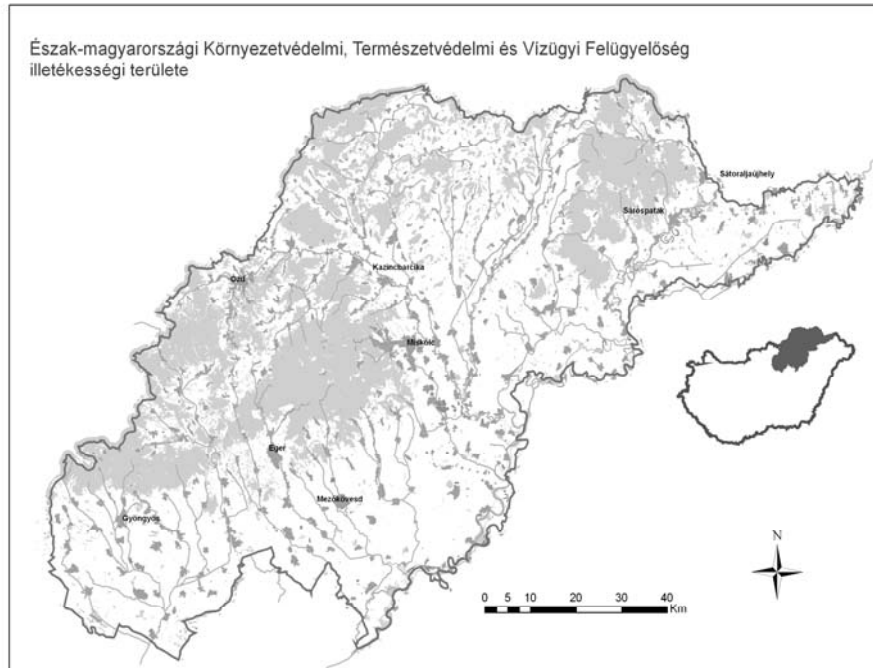 Észak-magyarországi Környezetvédelmi, Természetvédelmi és Vízügyi Felügyelőség
illetékességi területe
Sátoraljaújhely
Sárospatak
Kazincbarcika
Ózd
Miskolc
Eger
Mezőkövesd
Gyöngyös
N
0 5 10 20 30 40
Km